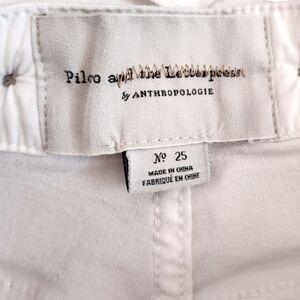 Pilco and the Letterpress
by ANTHROPOLOGIE
Nº 25
MADE IN CHINA
FABRIQUÉ EN CHINE